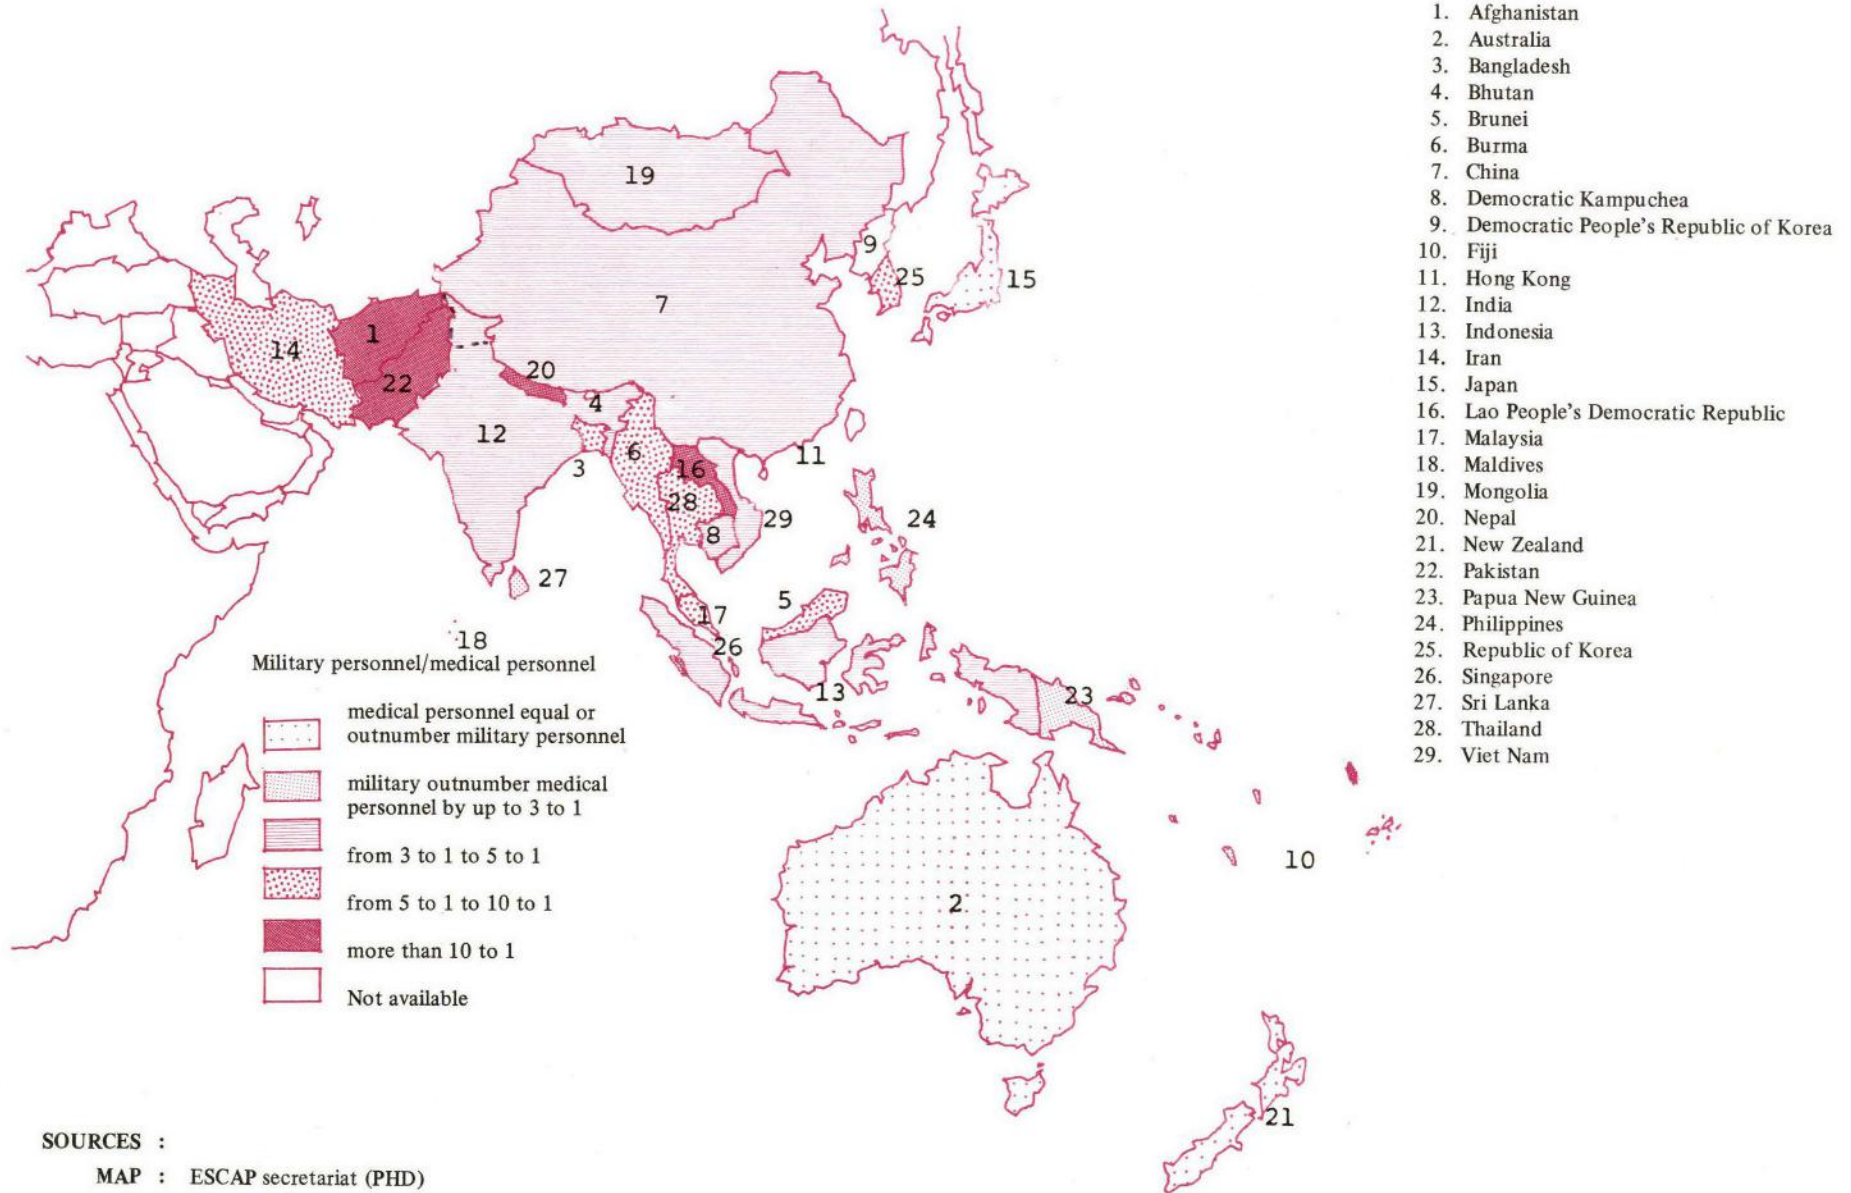 1. Afghanistan
2. Australia
3. Bangladesh
4. Bhutan
5. Brunei
6. Burma
7. China
8. Democratic Kampuchea
9. Democratic People's Republic of Korea
10. Fiji
11. Hong Kong
12. India
13. Indonesia
14. Iran
15. Japan
16. Lao People's Democratic Republic
17. Malaysia
18. Maldives
19. Mongolia
20. Nepal
21. New Zealand
22. Pakistan
23. Papua New Guinea
24. Philippines
25. Republic of Korea
26. Singapore
27. Sri Lanka
28. Thailand
29. Viet Nam
19
9
25
15
7
1
14
20
22
4
12
6
11
3
16
28
29
24
8
27
5
17
18
26
13
23
10
2
21
Military personnel/medical personnel
medical personnel equal or
outnumber military personnel
military outnumber medical
personnel by up to 3 to 1
from 3 to 1 to 5 to 1
from 5 to 1 to 10 to 1
more than 10 to 1
Not available
SOURCES :
MAP : ESCAP secretariat (PHD)